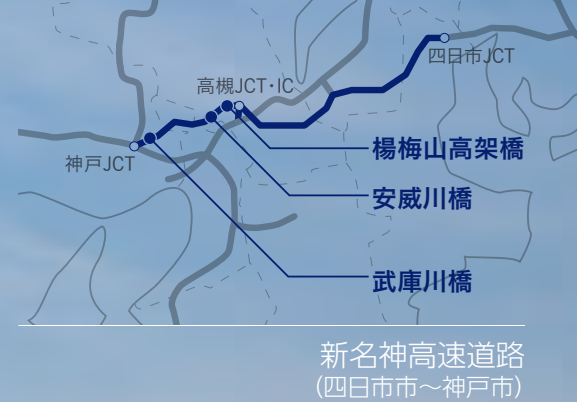 四日市JCT
高槻JCT・IC
楊梅山高架橋
神戸JCT
安威川橋
武庫川橋
新名神高速道路
（四日市市～神戸市）